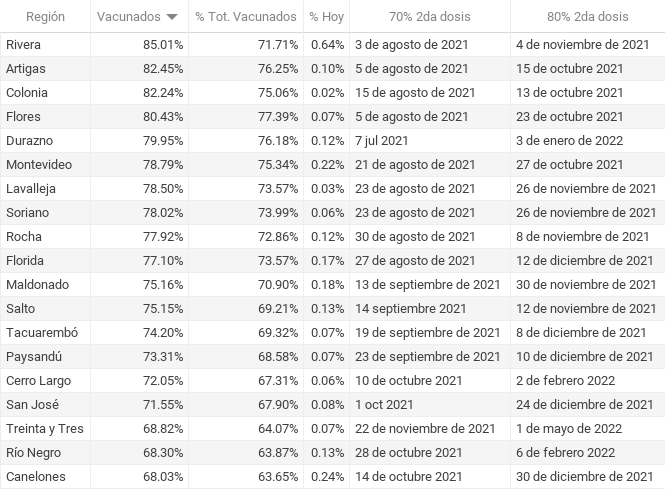 Región Vacunados % Tot. Vacunados % Hoy 70% 2da dosis 80% 2da dosis
Rivera 85.01% 71.71% 0.64% 3 de agosto de 2021 4 de noviembre de 2021
Artigas 82.45% 76.25% 0.10% 5 de agosto de 2021 15 de octubre 2021
Colonia 82.24% 75.06% 0.02% 15 de agosto de 2021 13 de octubre 2021
Flores 80.43% 77.39% 0.07% 5 de agosto de 2021 23 de octubre 2021
Durazno 79.95% 76.18% 0.12% 7 jul 2021 3 de enero de 2022
Montevideo 78.79% 75.34% 0.22% 21 de agosto de 2021 27 de octubre 2021
Lavalleja 78.50% 73.57% 0.03% 23 de agosto de 2021 26 de noviembre de 2021
Soriano 78.02% 73.99% 0.06% 23 de agosto de 2021 26 de noviembre de 2021
Rocha 77.92% 72.86% 0.12% 30 de agosto de 2021 8 de noviembre de 2021
Florida 77.10% 73.57% 0.17% 27 de agosto de 2021 12 de diciembre de 2021
Maldonado 75.16% 70.90% 0.18% 13 de septiembre de 2021 30 de noviembre de 2021
Salto 75.15% 69.21% 0.13% 14 septiembre 2021 12 de noviembre de 2021
Tacuarembó 74.20% 69.32% 0.07% 19 de septiembre de 2021 8 de diciembre de 2021
Paysandú 73.31% 68.58% 0.07% 23 de septiembre de 2021 10 de diciembre de 2021
Cerro Largo 72.05% 67.31% 0.06% 10 de octubre de 2021 2 de febrero 2022
San José 71.55% 67.90% 0.08% 1 oct 2021 24 de diciembre de 2021
Treinta y Tres 68.82% 64.07% 0.07% 22 de noviembre de 2021 1 de mayo de 2022
Río Negro 68.30% 63.87% 0.13% 28 de octubre de 2021 6 de febrero de 2022
Canelones 68.03% 63.65% 0.24% 14 de octubre de 2021 30 de diciembre de 2021